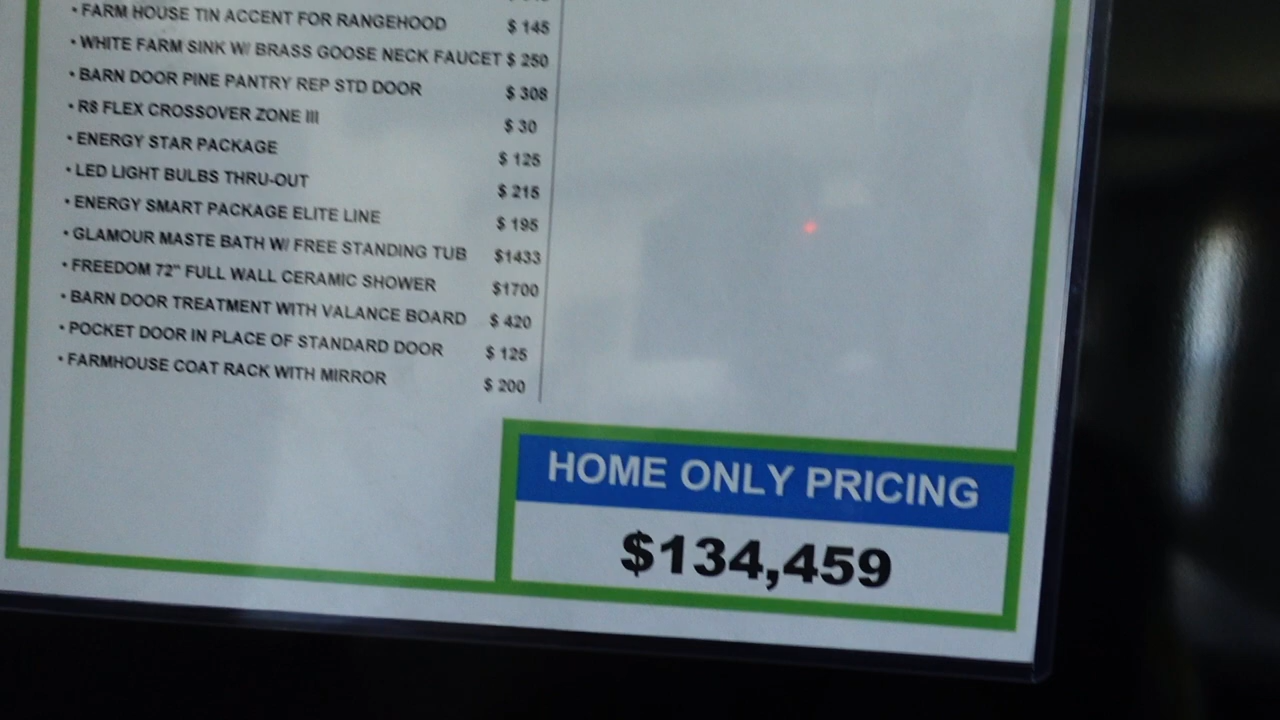 • FARM HOUSE TIN ACCENT FOR RANGEHOOD $ 145
• WHITE FARM SINK W/ BRASS GOOSE NECK FAUCET $ 250
• BARN DOOR PINE PANTRY REP STD DOOR $ 308
• R8 FLEX CROSSOVER ZONE III $ 30
• ENERGY STAR PACKAGE $ 125
• LED LIGHT BULBS THRU-OUT $ 215
• ENERGY SMART PACKAGE ELITE LINE $ 195
• GLAMOUR MASTE BATH W/ FREE STANDING TUB $1433
• FREEDOM 72" FULL WALL CERAMIC SHOWER $1700
• BARN DOOR TREATMENT WITH VALANCE BOARD $ 420
• POCKET DOOR IN PLACE OF STANDARD DOOR $ 125
• FARMHOUSE COAT RACK WITH MIRROR $ 200
HOME ONLY PRICING
$134,459